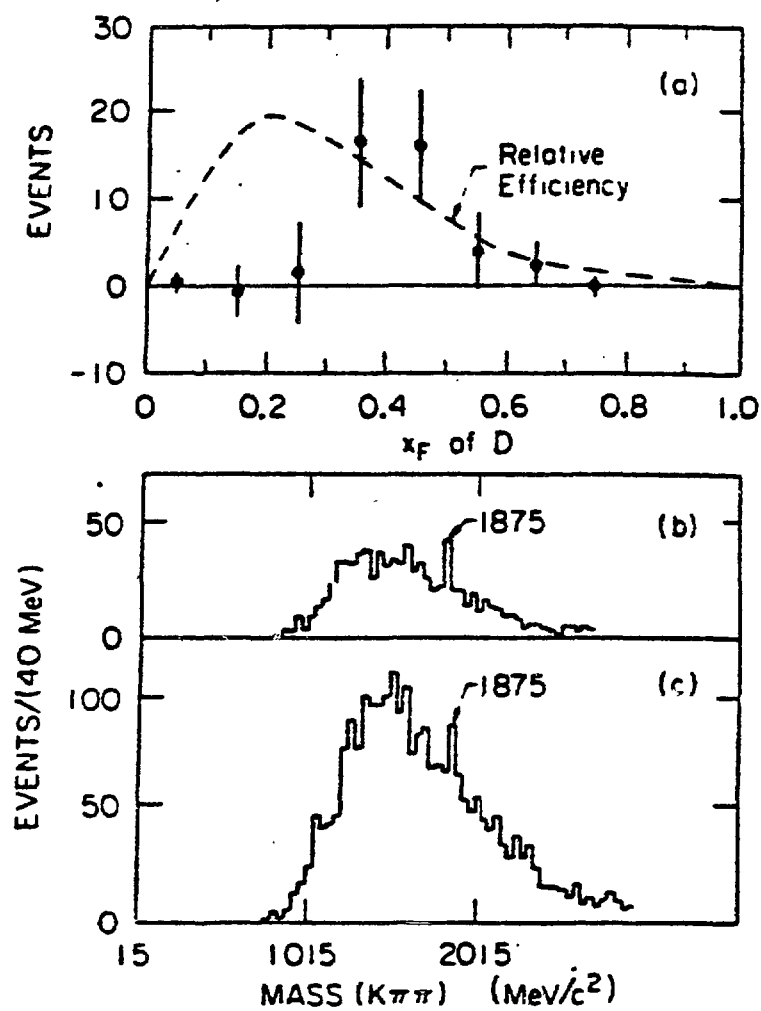 30
(a)
20
EVENTS
Relative
Efficiency
10
0
-10
0 0.2 0.4 0.6 0.8 1.0
x_F of D
50
1875
(b)
0
EVENTS/(40 MeV)
100
1875
(c)
50
0
15 1015 2015
MASS (Kππ) (MeV/c²)